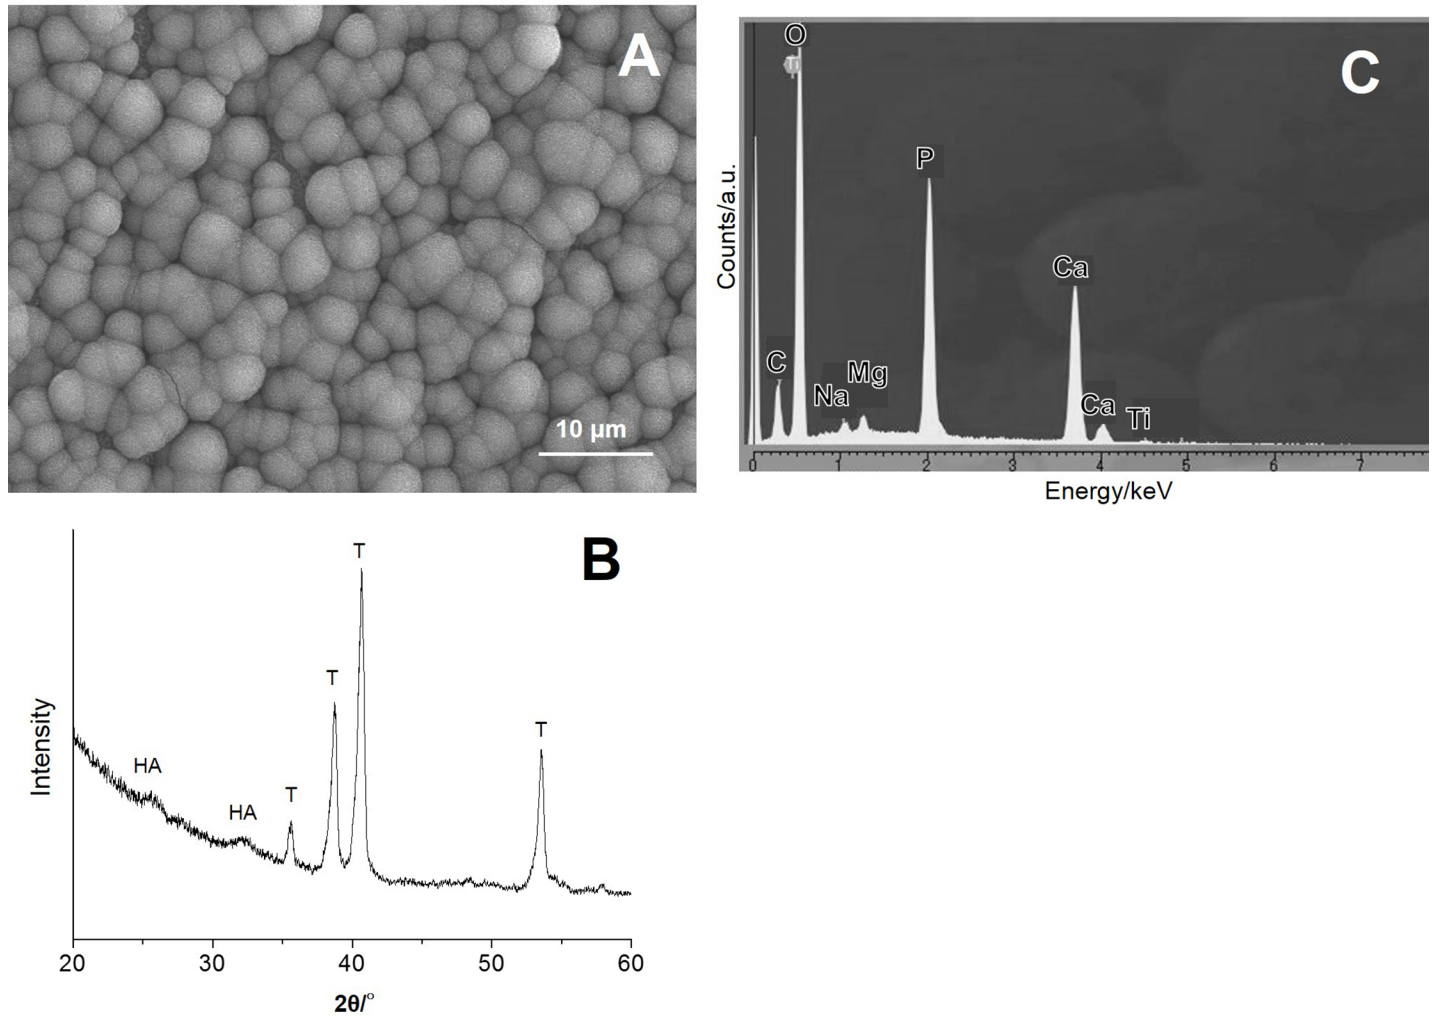 A
10 µm
C
O
Ti
P
Ca
C
Mg
Na
Ca
Ti
Counts/a.u.
0 1 2 3 4 5 6 7
Energy/keV
B
T
T
T
HA
T
HA
Intensity
20 30 40 50 60
2θ/°